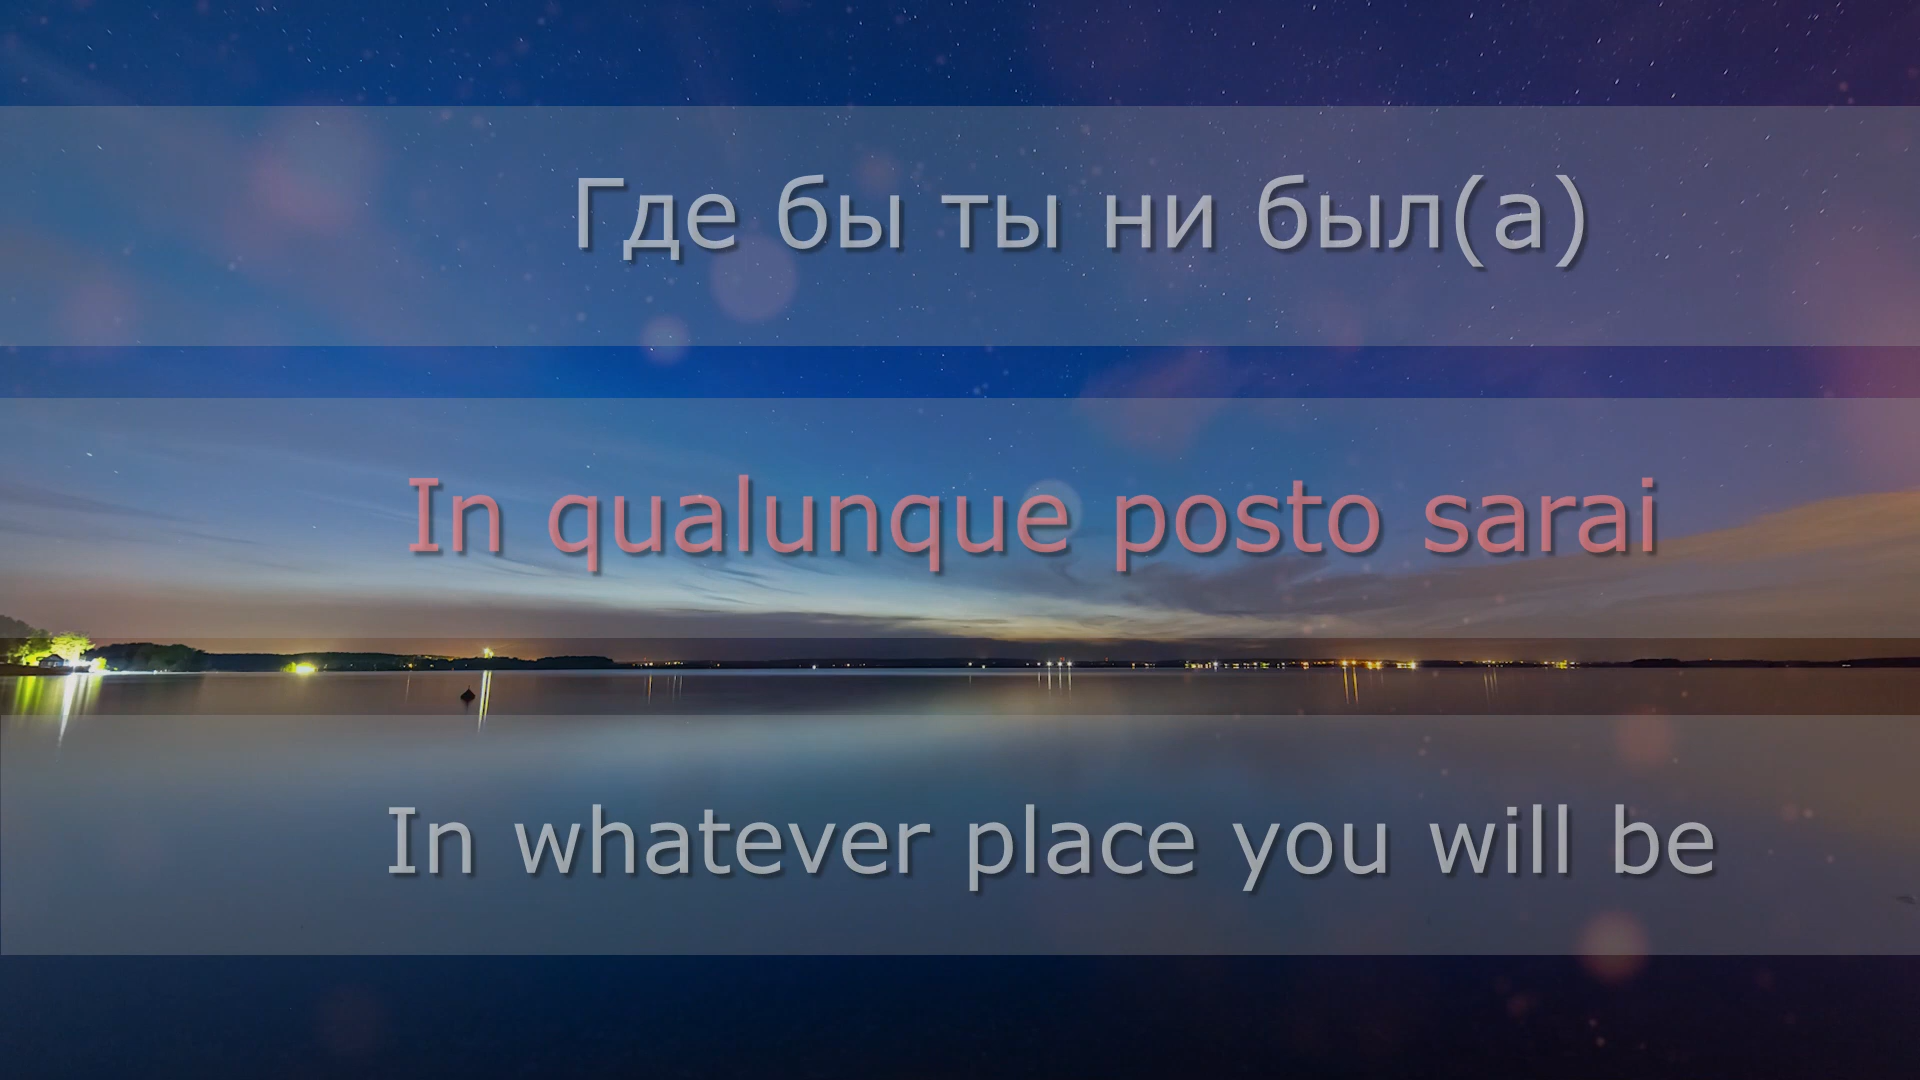 Где бы ты ни был(а)
In qualunque posto sarai
In whatever place you will be